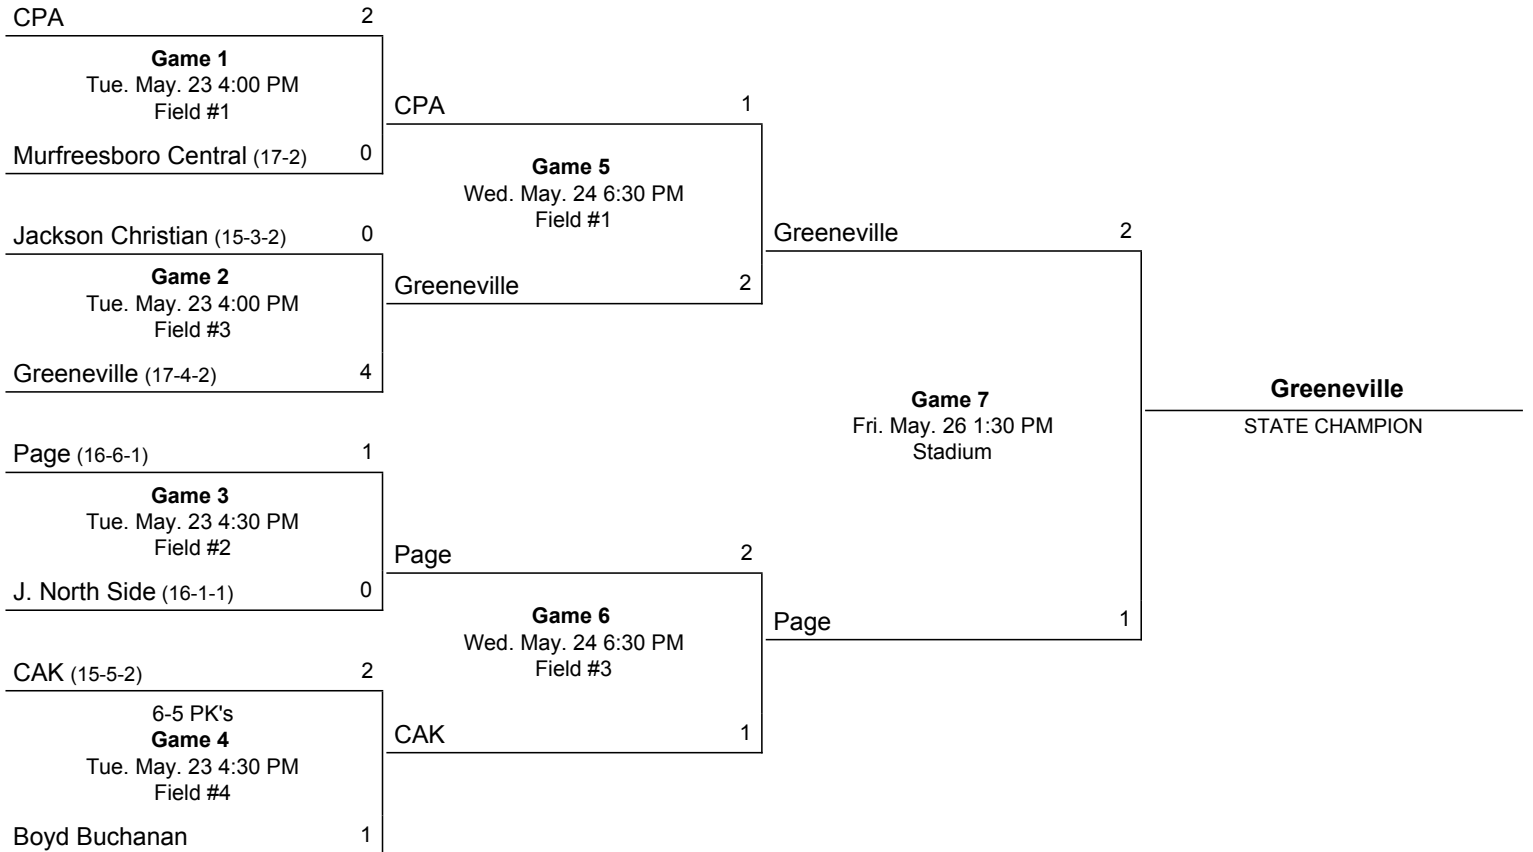 CPA 2
Game 1
Tue. May. 23 4:00 PM
Field #1
Murfreesboro Central (17-2) 0
Jackson Christian (15-3-2) 0
Game 2
Tue. May. 23 4:00 PM
Field #3
Greeneville (17-4-2) 4
Page (16-6-1) 1
Game 3
Tue. May. 23 4:30 PM
Field #2
J. North Side (16-1-1) 0
CAK (15-5-2) 2
6-5 PK's
Game 4
Tue. May. 23 4:30 PM
Field #4
Boyd Buchanan 1
CPA 1
Game 5
Wed. May. 24 6:30 PM
Field #1
Greeneville 2
Page 2
Game 6
Wed. May. 24 6:30 PM
Field #3
CAK 1
Greeneville 2
Game 7
Fri. May. 26 1:30 PM
Stadium
Page 1
Greeneville
STATE CHAMPION